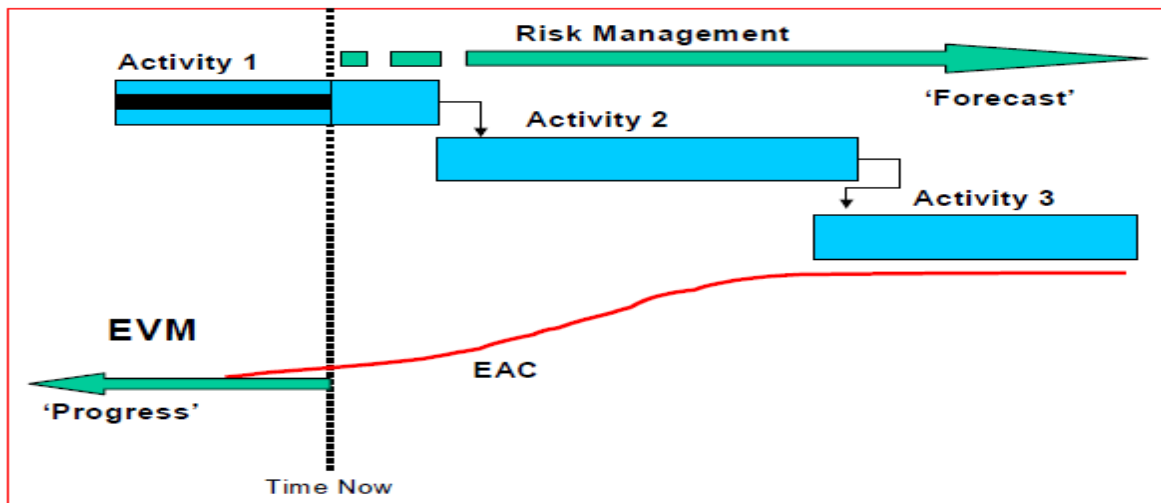 Risk Management
Activity 1
‘Forecast’
Activity 2
Activity 3
EVM
EAC
‘Progress’
Time Now